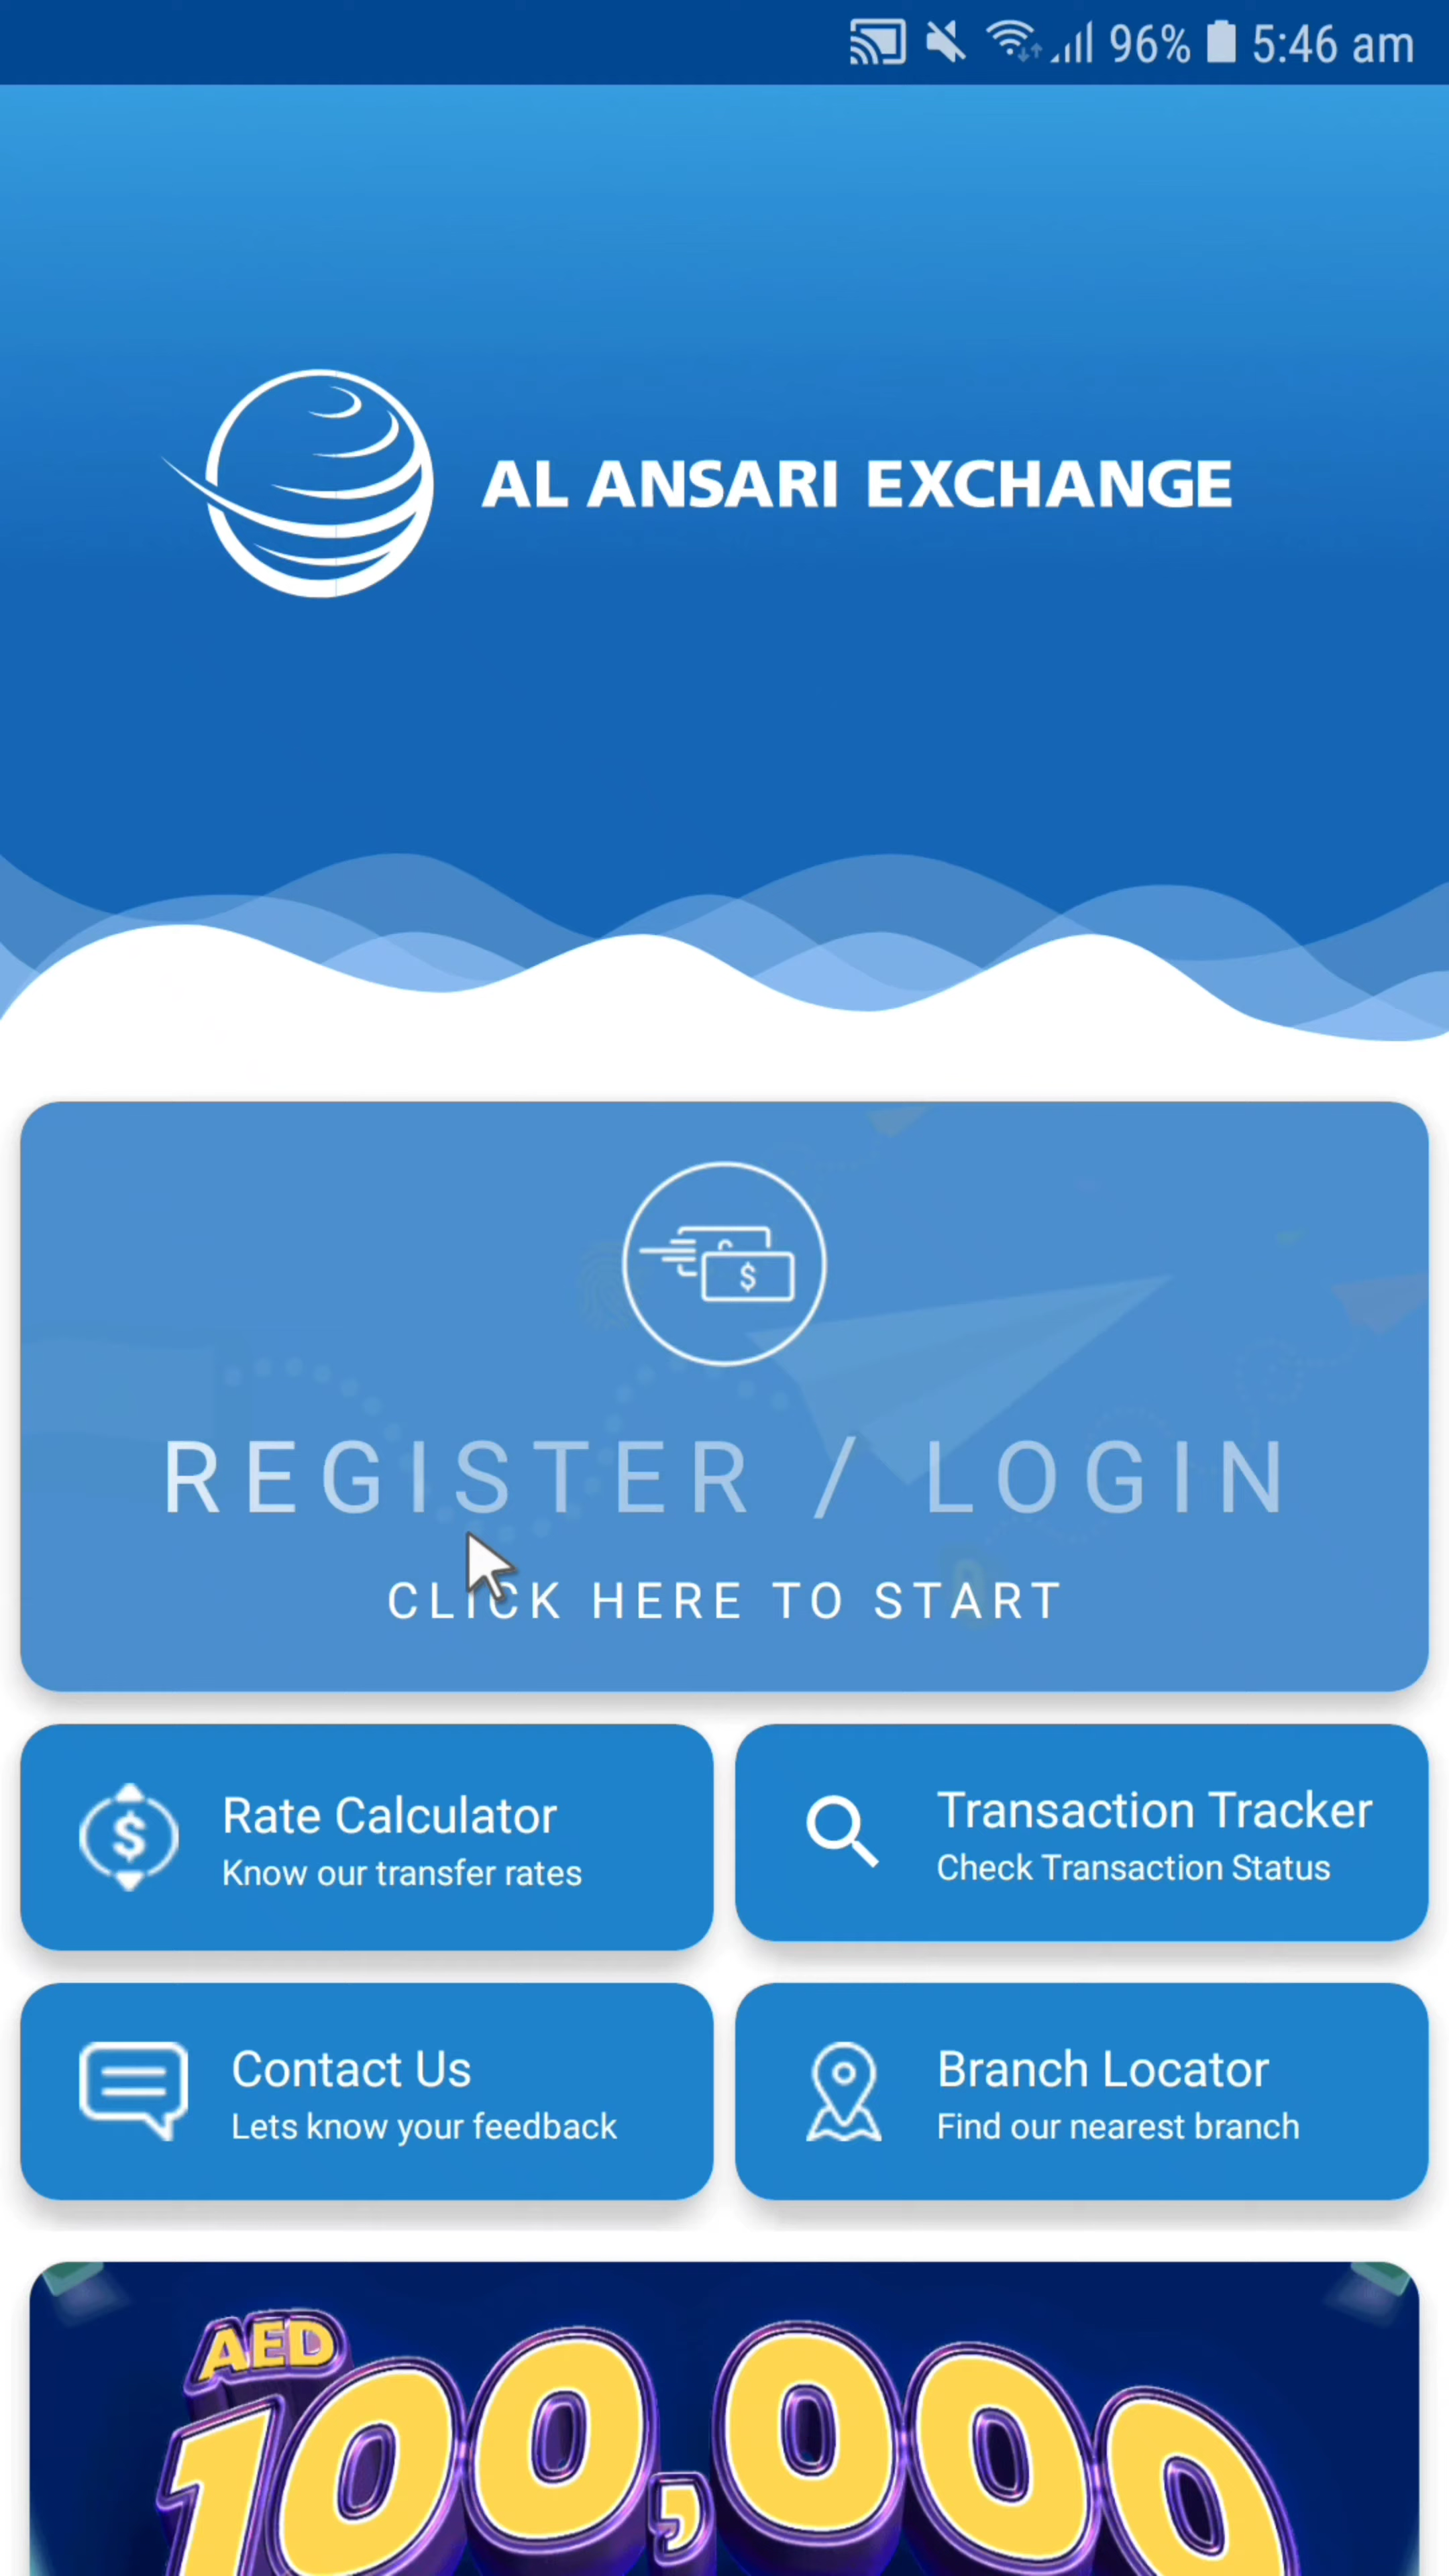 96% 5:46 am
AL ANSARI EXCHANGE
$
REGISTER / LOGIN
CLICK HERE TO START
$
Rate Calculator
Know our transfer rates
Transaction Tracker
Check Transaction Status
Contact Us
Lets know your feedback
Branch Locator
Find our nearest branch
AED
100,000